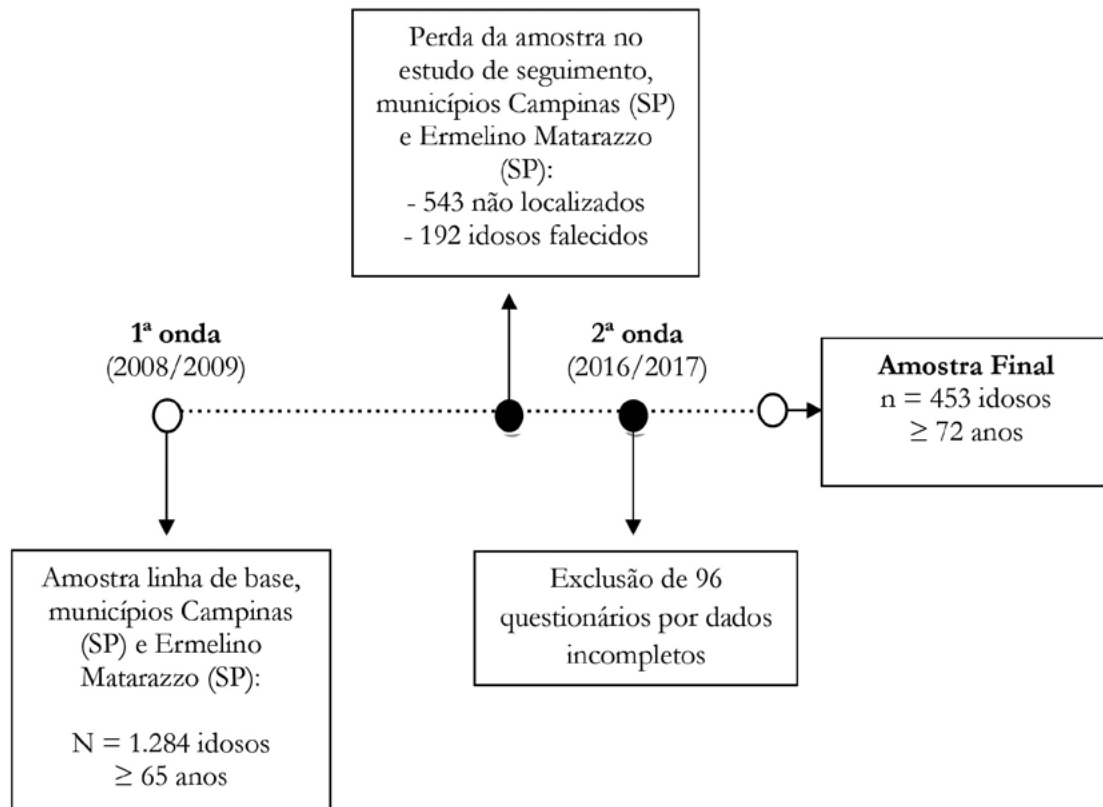 Perda da amostra no
estudo de seguimento,
municípios Campinas (SP)
e Ermelino Matarazzo
(SP):
- 543 não localizados
- 192 idosos falecidos
1ª onda
(2008/2009)
2ª onda
(2016/2017)
Amostra Final
n = 453 idosos
≥ 72 anos
Amostra linha de base,
municípios Campinas
(SP) e Ermelino
Matarazzo (SP):
N = 1.284 idosos
≥ 65 anos
Exclusão de 96
questionários por dados
incompletos